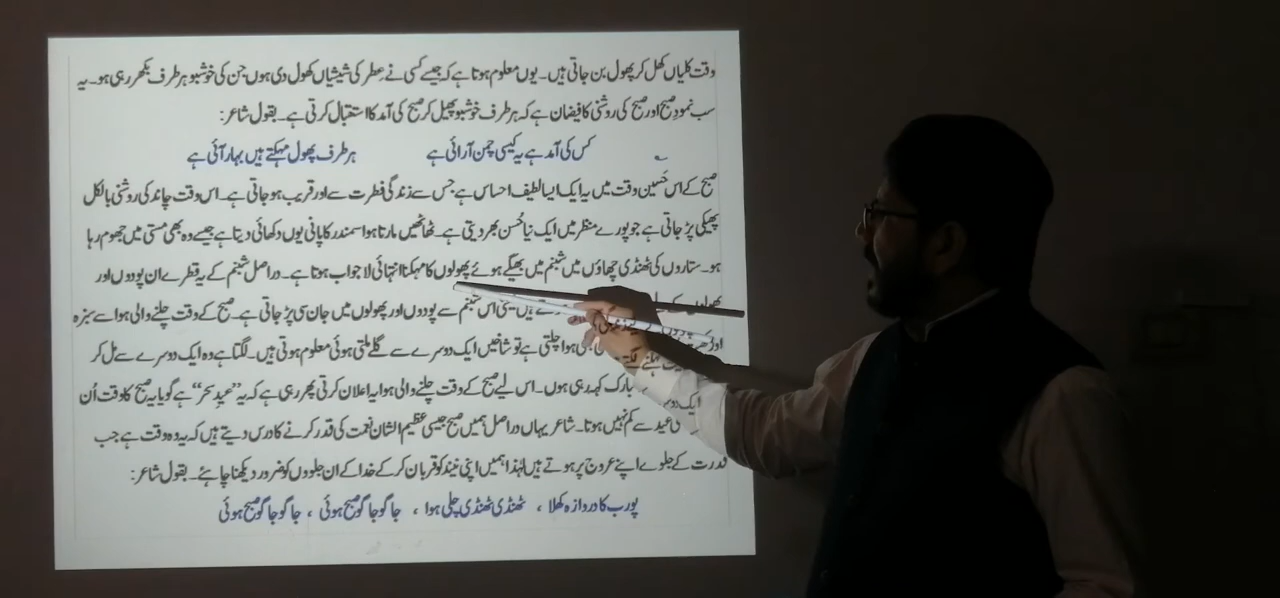 وقت کلیاں کھل کر پھول بن جاتی ہیں۔ یوں معلوم ہوتا ہے کہ جیسے کسی نے عطر کی شیشیاں کھول دی ہوں جن کی خوشبو ہر طرف بکھر رہی ہو۔ یہ
سب نمودِ صبح اور صبح کی روشنی کا فیضان ہے کہ ہر طرف خوشبو پھیل کر صبح کی آمد کا استقبال کرتی ہے۔ بقول شاعر:
کس کی آمد ہے یہ کیسی چمن آرائی ہے ہر طرف پھول مہکتے ہیں بہار آئی ہے
صبح کے اس حَسین وقت میں یہ ایک ایسا لطیف احساس ہے جس سے زندگی فطرت سے اور قریب ہو جاتی ہے۔ اس وقت چاند کی روشنی بالکل
پھیکی پڑ جاتی ہے جو پورے منظر میں ایک نیا حُسن بھر دیتی ہے۔ ٹھاٹھیں مارتا ہوا سمندر کا پانی یوں دکھائی دیتا ہے جیسے وہ بھی مستی میں جھوم رہا
ہو۔ ستاروں کی ٹھنڈی چھاؤں میں شبنم میں بھیگے ہوئے پھولوں کا مہکنا انتہائی لاجواب ہوتا ہے۔ دراصل شبنم کے یہ قطرے ان پودوں اور
ہیں یعنی اس شبنم سے پودوں اور پھولوں میں جان سی پڑ جاتی ہے۔ صبح کے وقت چلنے والی ہوا سے سبزہ
ہوا چلتی ہے تو شاخیں ایک دوسرے سے گلے ملتی ہوئی معلوم ہوتی ہیں۔ لگتا ہے وہ ایک دوسرے سے مل کر
ایک کہہ رہی ہوں۔ اس لیے صبح کے وقت چلنے والی ہوا یہ اعلان کرتی پھر رہی ہے کہ یہ ”عیدِ سحر“ ہے گویا یہ صبح کا وقت اُن
کی عید سے کم نہیں ہوتا۔ شاعر یہاں دراصل ہمیں صبح جیسی عظیم الشان نعمت کی قدر کرنے کا درس دیتے ہیں کہ یہ وہ وقت ہے جب
قدرت کے جلوے اپنے عروج پر ہوتے ہیں لہٰذا ہمیں اپنی نیند کو قربان کر کے خدا کے ان جلووں کو ضرور دیکھنا چاہئے۔ بقول شاعر:
پورب کا دروازہ کھلا ، ٹھنڈی ٹھنڈی چلی ہوا ، جاگو جاگو صبح ہوئی ، جاگو جاگو صبح ہوئی